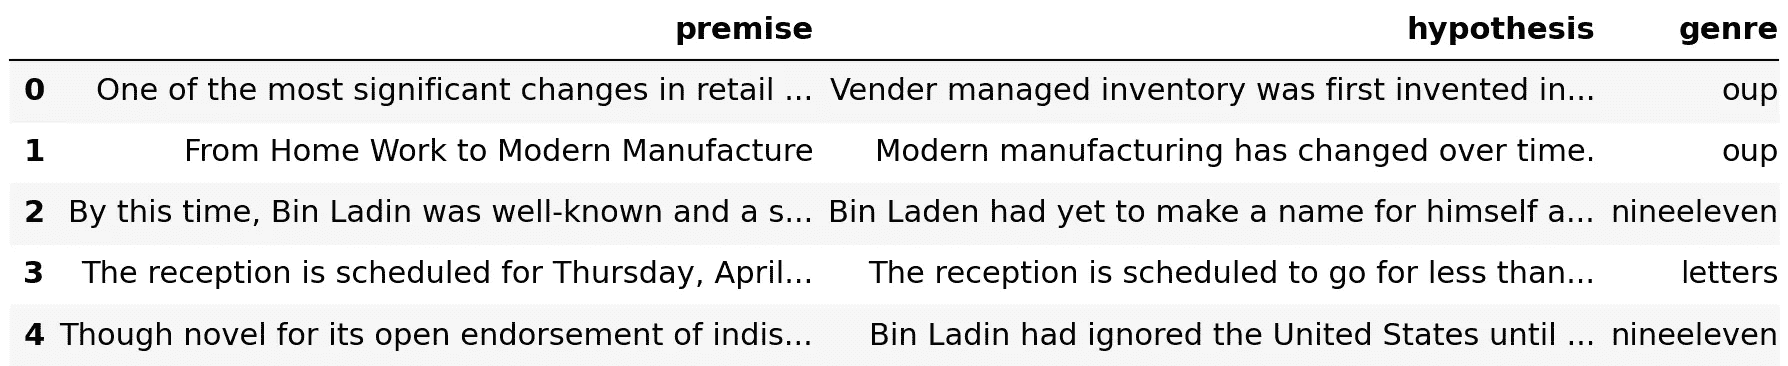 premise hypothesis genre
0 One of the most significant changes in retail ... Vender managed inventory was first invented in... oup
1 From Home Work to Modern Manufacture Modern manufacturing has changed over time. oup
2 By this time, Bin Ladin was well-known and a s... Bin Laden had yet to make a name for himself a... nineeleven
3 The reception is scheduled for Thursday, April... The reception is scheduled to go for less than... letters
4 Though novel for its open endorsement of indis... Bin Ladin had ignored the United States until ... nineeleven